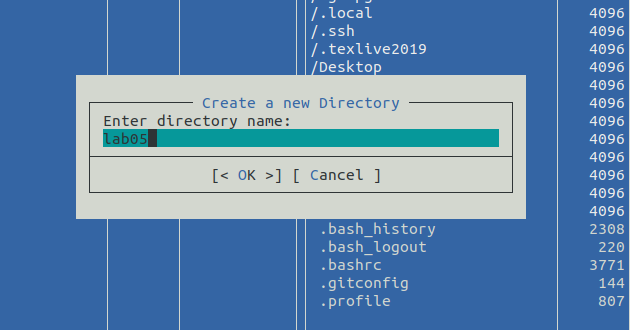 /.local 4096
/.ssh 4096
/.texlive2019 4096
/Desktop 4096
4096
Create a new Directory 4096
Enter directory name: 4096
lab05 4096
4096
[< OK >] [ Cancel ] 4096
4096
4096
.bash_history 2308
.bash_logout 220
.bashrc 3771
.gitconfig 144
.profile 807